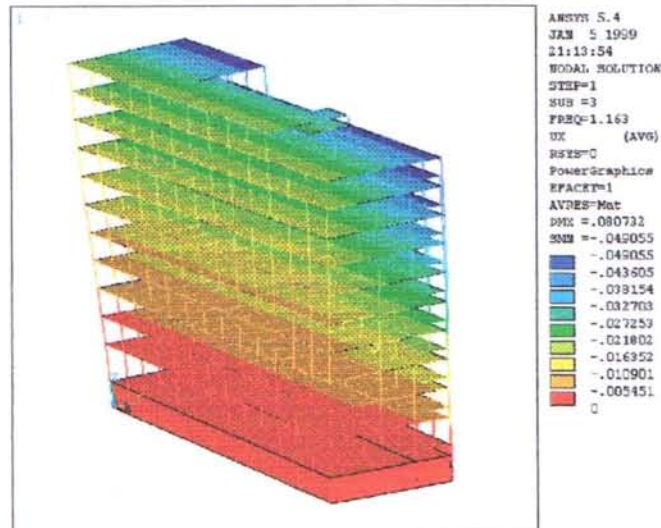 1
ANSYS 5.4
JAN 5 1999
21:13:54
NODAL SOLUTION
STEP=1
SUB =3
FREQ=1.163
UX (AVG)
RSYS=0
PowerGraphics
EFACET=1
AVRES=Mat
DMX =.080732
SMN =-.049055
-.049055
-.043605
-.038154
-.032703
-.027253
-.021802
-.016352
-.010901
-.005451
0